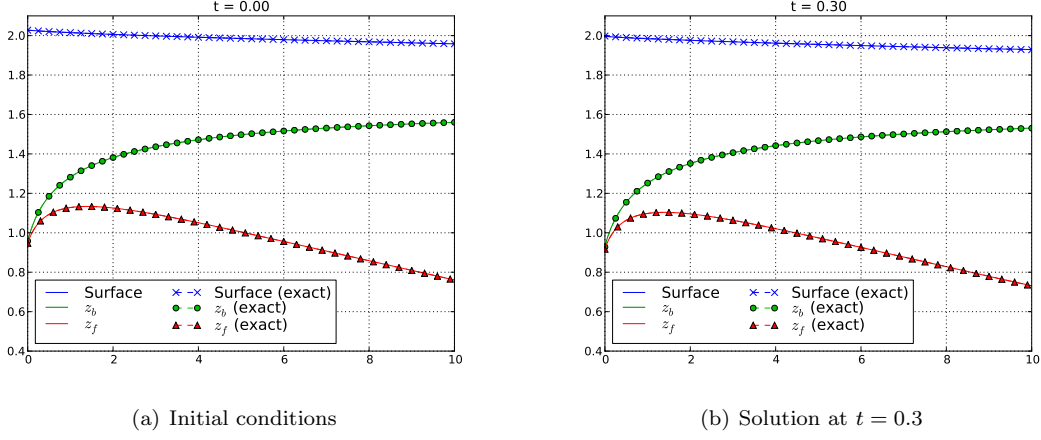 t = 0.00
2.0
1.8
1.6
1.4
1.2
1.0
0.8
0.6
0.4
0 2 4 6 8 10
Surface Surface (exact)
z_b z_b (exact)
z_f z_f (exact)
(a) Initial conditions
t = 0.30
2.0
1.8
1.6
1.4
1.2
1.0
0.8
0.6
0.4
0 2 4 6 8 10
Surface Surface (exact)
z_b z_b (exact)
z_f z_f (exact)
(b) Solution at t = 0.3